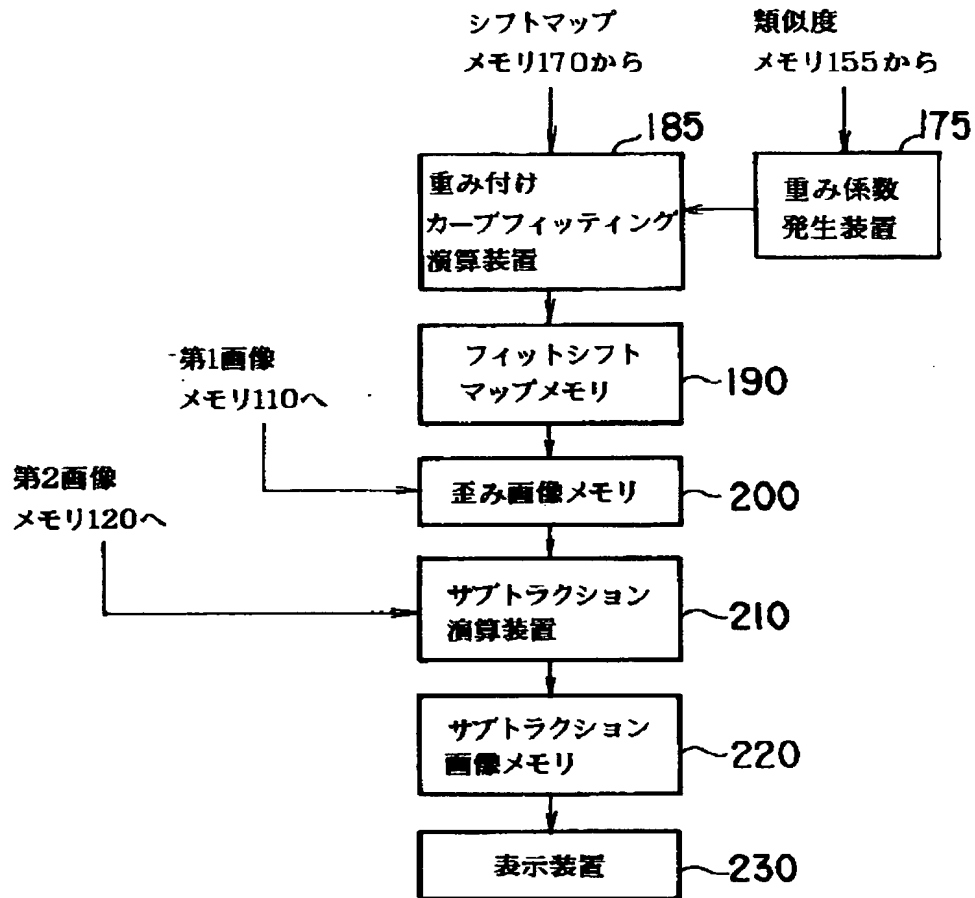 シフトマップ
メモリ170から
類似度
メモリ155から
185
175
重み付け
カーブフィッティング
演算装置
重み係数
発生装置
フィットシフト
マップメモリ
190
第1画像
メモリ110へ
歪み画像メモリ
200
第2画像
メモリ120へ
サブトラクション
演算装置
210
サブトラクション
画像メモリ
220
表示装置
230